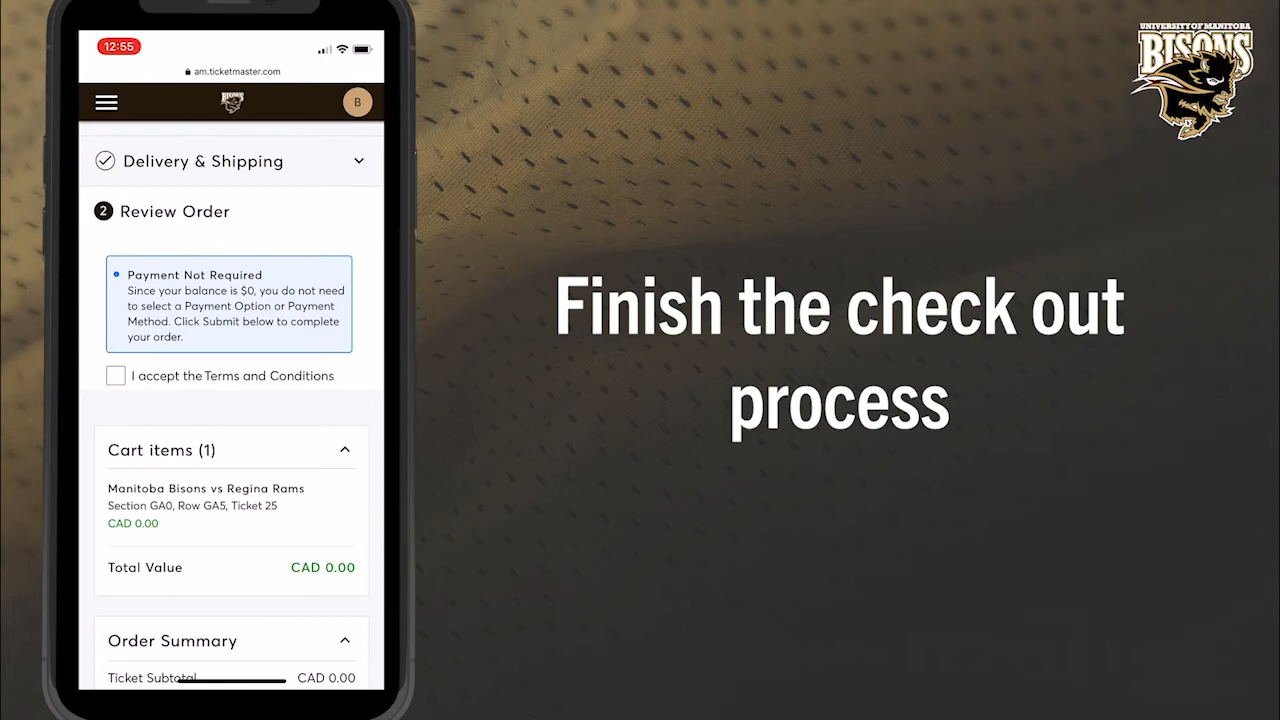 12:55
am.ticketmaster.com
BISONS
B
Delivery & Shipping
2 Review Order
Payment Not Required
Since your balance is $0, you do not need
to select a Payment Option or Payment
Method. Click Submit below to complete
your order.
I accept the Terms and Conditions
Cart items (1)
Manitoba Bisons vs Regina Rams
Section GA0, Row GA5, Ticket 25
CAD 0.00
Total Value CAD 0.00
Order Summary
Ticket Subtotal CAD 0.00
UNIVERSITY OF MANITOBA
BISONS
Finish the check out
process